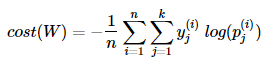 cost(W) = −\frac{1}{n} \sum_{i=1}^{n} \sum_{j=1}^{k} y_j^{(i)} log(p_j^{(i)})